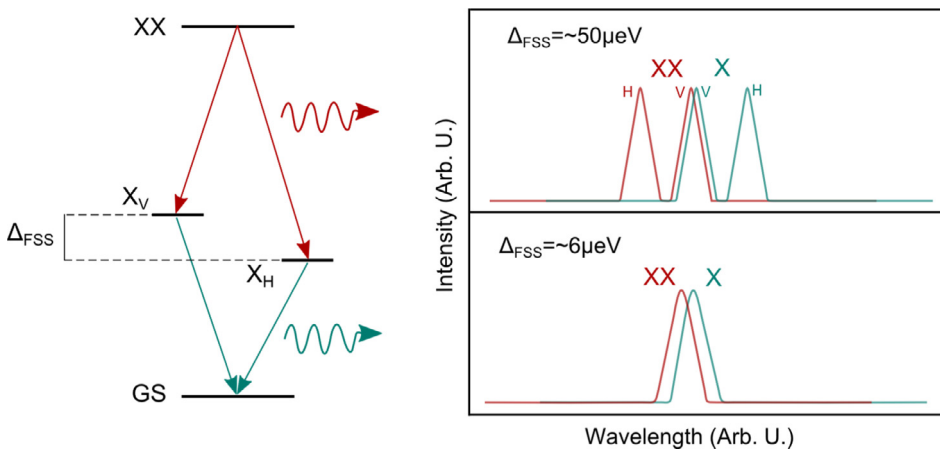 XX
X_V
Δ_FSS
X_H
GS
Δ_FSS=~50µeV
XX X
H V V H
Δ_FSS=~6µeV
XX X
Intensity (Arb. U.)
Wavelength (Arb. U.)